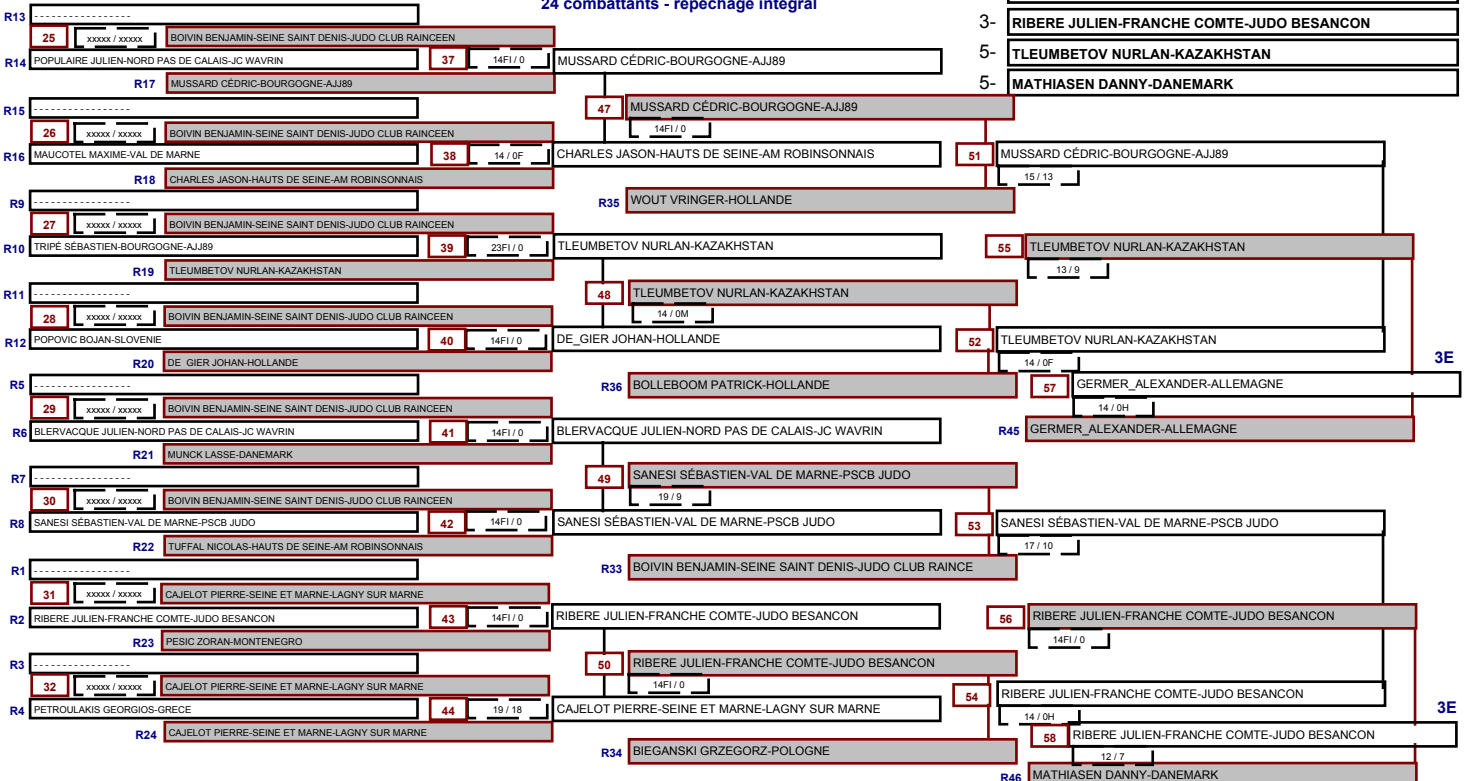 24 combattants - repêchage intégral
3- RIBERE JULIEN-FRANCHE COMTE-JUDO BESANCON
5- TLEUMBETOV NURLAN-KAZAKHSTAN
5- MATHIASEN DANNY-DANEMARK
R13 - - - - - - - - - - - - - - - -
25 xxxxx / xxxxx BOIVIN BENJAMIN-SEINE SAINT DENIS-JUDO CLUB RAINCEEN
R14 POPULAIRE JULIEN-NORD PAS DE CALAIS-JC WAVRIN 37 14FI / 0 MUSSARD CÉDRIC-BOURGOGNE-AJJ89
R17 MUSSARD CÉDRIC-BOURGOGNE-AJJ89
R15 - - - - - - - - - - - - - - - - 47 MUSSARD CÉDRIC-BOURGOGNE-AJJ89
26 xxxxx / xxxxx BOIVIN BENJAMIN-SEINE SAINT DENIS-JUDO CLUB RAINCEEN 14FI / 0
R16 MAUCOTEL MAXIME-VAL DE MARNE 38 14 / 0F CHARLES JASON-HAUTS DE SEINE-AM ROBINSONNAIS 51 MUSSARD CÉDRIC-BOURGOGNE-AJJ89
R18 CHARLES JASON-HAUTS DE SEINE-AM ROBINSONNAIS 15 / 13
R9 - - - - - - - - - - - - - - - - R35 WOUT VRINGER-HOLLANDE
27 xxxxx / xxxxx BOIVIN BENJAMIN-SEINE SAINT DENIS-JUDO CLUB RAINCEEN
R10 TRIPÉ SÉBASTIEN-BOURGOGNE-AJJ89 39 23FI / 0 TLEUMBETOV NURLAN-KAZAKHSTAN 55 TLEUMBETOV NURLAN-KAZAKHSTAN
R19 TLEUMBETOV NURLAN-KAZAKHSTAN 13 / 9
R11 - - - - - - - - - - - - - - - - 48 TLEUMBETOV NURLAN-KAZAKHSTAN
28 xxxxx / xxxxx BOIVIN BENJAMIN-SEINE SAINT DENIS-JUDO CLUB RAINCEEN 14 / 0M
R12 POPOVIC BOJAN-SLOVENIE 40 14FI / 0 DE_GIER JOHAN-HOLLANDE 52 TLEUMBETOV NURLAN-KAZAKHSTAN
R20 DE_GIER JOHAN-HOLLANDE 14 / 0F 3E
R5 - - - - - - - - - - - - - - - - R36 BOLLEBOOM PATRICK-HOLLANDE 57 GERMER_ALEXANDER-ALLEMAGNE
29 xxxxx / xxxxx BOIVIN BENJAMIN-SEINE SAINT DENIS-JUDO CLUB RAINCEEN 14 / 0H
R6 BLERVACQUE JULIEN-NORD PAS DE CALAIS-JC WAVRIN 41 14FI / 0 BLERVACQUE JULIEN-NORD PAS DE CALAIS-JC WAVRIN R45 GERMER_ALEXANDER-ALLEMAGNE
R21 MUNCK LASSE-DANEMARK
R7 - - - - - - - - - - - - - - - - 49 SANESI SÉBASTIEN-VAL DE MARNE-PSCB JUDO
30 xxxxx / xxxxx BOIVIN BENJAMIN-SEINE SAINT DENIS-JUDO CLUB RAINCEEN 19 / 9
R8 SANESI SÉBASTIEN-VAL DE MARNE-PSCB JUDO 42 14FI / 0 SANESI SÉBASTIEN-VAL DE MARNE-PSCB JUDO 53 SANESI SÉBASTIEN-VAL DE MARNE-PSCB JUDO
R22 TUFFAL NICOLAS-HAUTS DE SEINE-AM ROBINSONNAIS 17 / 10
R1 - - - - - - - - - - - - - - - - R33 BOIVIN BENJAMIN-SEINE SAINT DENIS-JUDO CLUB RAINCE
31 xxxxx / xxxxx CAJELOT PIERRE-SEINE ET MARNE-LAGNY SUR MARNE
R2 RIBERE JULIEN-FRANCHE COMTE-JUDO BESANCON 43 14FI / 0 RIBERE JULIEN-FRANCHE COMTE-JUDO BESANCON 56 RIBERE JULIEN-FRANCHE COMTE-JUDO BESANCON
R23 PESIC ZORAN-MONTENEGRO 14FI / 0
R3 - - - - - - - - - - - - - - - - 50 RIBERE JULIEN-FRANCHE COMTE-JUDO BESANCON
32 xxxxx / xxxxx CAJELOT PIERRE-SEINE ET MARNE-LAGNY SUR MARNE 14FI / 0 54 RIBERE JULIEN-FRANCHE COMTE-JUDO BESANCON
R4 PETROULAKIS GEORGIOS-GRECE 44 19 / 18 CAJELOT PIERRE-SEINE ET MARNE-LAGNY SUR MARNE 14 / 0H 3E
R24 CAJELOT PIERRE-SEINE ET MARNE-LAGNY SUR MARNE 58 RIBERE JULIEN-FRANCHE COMTE-JUDO BESANCON
R34 BIEGANSKI GRZEGORZ-POLOGNE 12 / 7
R46 MATHIASEN DANNY-DANEMARK